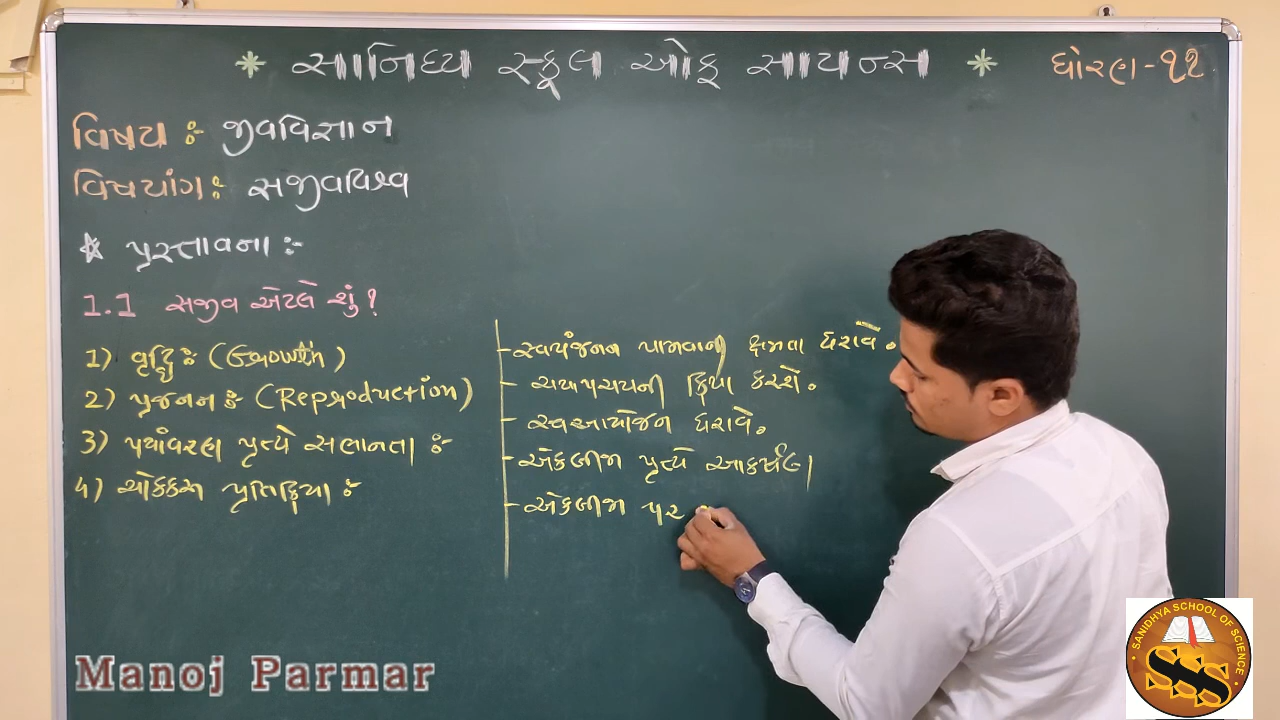 * સાનિધ્ય સ્કૂલ ઓફ સાયન્સ *
ધોરણ-૧૧
વિષય :- જીવવિજ્ઞાન
વિષયાંગ : સજીવવિશ્વ
☆ પ્રસ્તાવના :-
1.1 સજીવ એટલે શું?
1) વૃદ્ધિ : (Growth)
2) પ્રજનન : (Reproduction)
3) પર્યાવરણ પ્રત્યે સભાનતા :-
4) ચોક્કસ પ્રતિક્રિયા :
- સ્વયંજનન પામવાની ક્ષમતા ધરાવે.
- ચયાપચયની ક્રિયા કરશે.
- સ્વઆયોજન ધરાવે.
- એકબીજા પ્રત્યે આકર્ષણ
- એકબીજા પર
Manoj Parmar
SANIDHYA SCHOOL OF SCIENCE
SSS